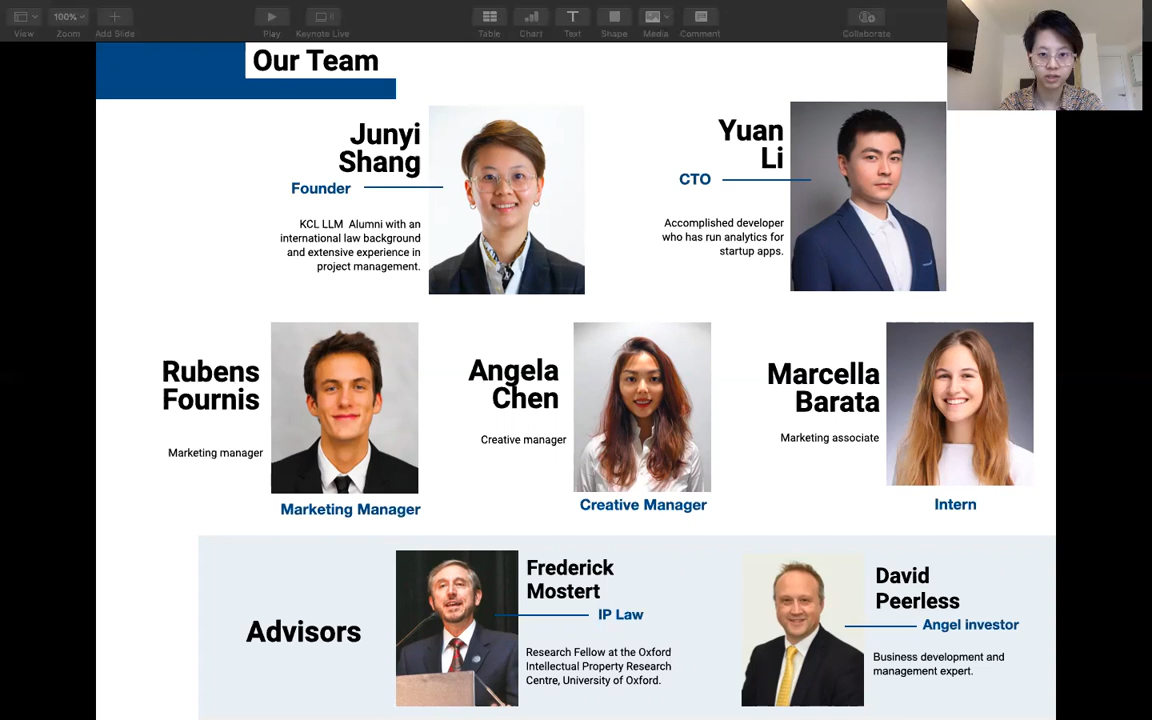 100%
View
Zoom
Add Slide
Play
Keynote Live
Table
Chart
Text
Shape
Media
Comment
Collaborate
Our Team
Junyi
Shang
Founder
KCL LLM Alumni with an
international law background
and extensive experience in
project management.
Yuan
Li
CTO
Accomplished developer
who has run analytics for
startup apps.
Rubens
Fournis
Marketing manager
Marketing Manager
Angela
Chen
Creative manager
Creative Manager
Marcella
Barata
Marketing associate
Intern
Advisors
Frederick
Mostert
IP Law
Research Fellow at the Oxford
Intellectual Property Research
Centre, University of Oxford.
David
Peerless
Angel investor
Business development and
management expert.